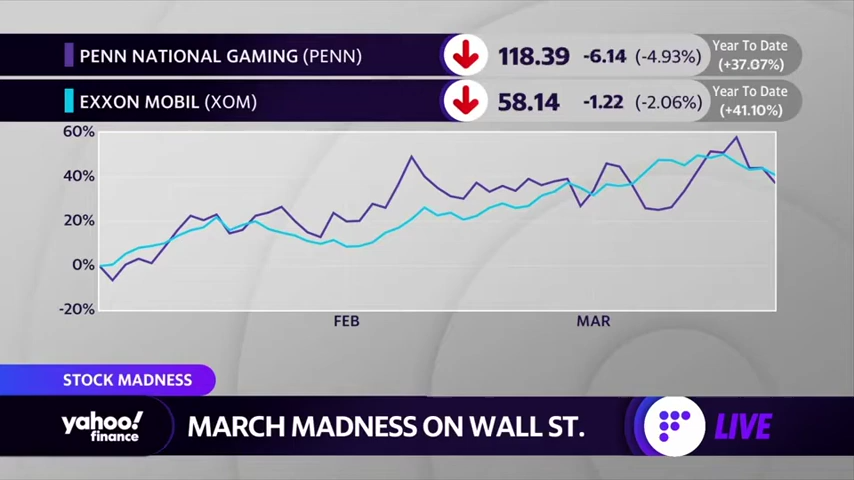 PENN NATIONAL GAMING (PENN) 118.39 -6.14 (-4.93%) Year To Date
(+37.07%)
EXXON MOBIL (XOM) 58.14 -1.22 (-2.06%) Year To Date
(+41.10%)
60%
40%
20%
0%
-20%
FEB MAR
STOCK MADNESS
yahoo!
finance
MARCH MADNESS ON WALL ST.
LIVE